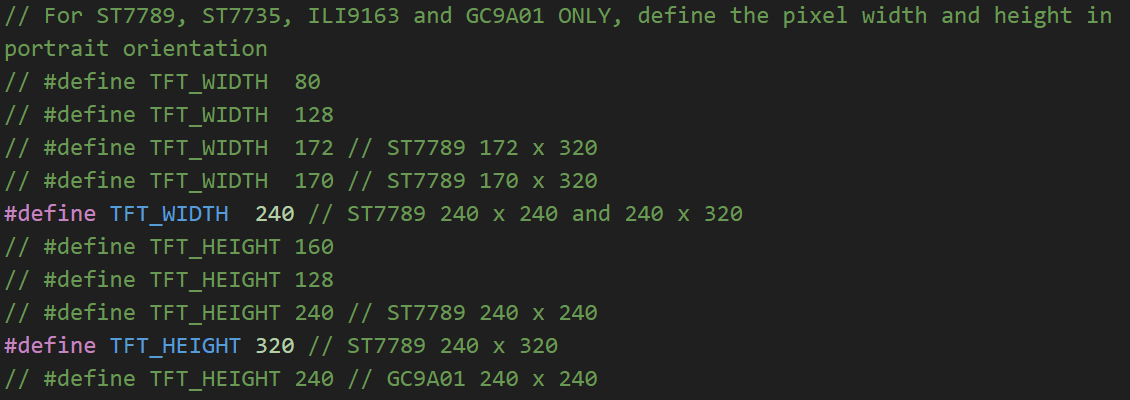 // For ST7789, ST7735, ILI9163 and GC9A01 ONLY, define the pixel width and height in
portrait orientation
// #define TFT_WIDTH  80
// #define TFT_WIDTH  128
// #define TFT_WIDTH  172 // ST7789 172 x 320
// #define TFT_WIDTH  170 // ST7789 170 x 320
#define TFT_WIDTH  240 // ST7789 240 x 240 and 240 x 320
// #define TFT_HEIGHT 160
// #define TFT_HEIGHT 128
// #define TFT_HEIGHT 240 // ST7789 240 x 240
#define TFT_HEIGHT 320 // ST7789 240 x 320
// #define TFT_HEIGHT 240 // GC9A01 240 x 240